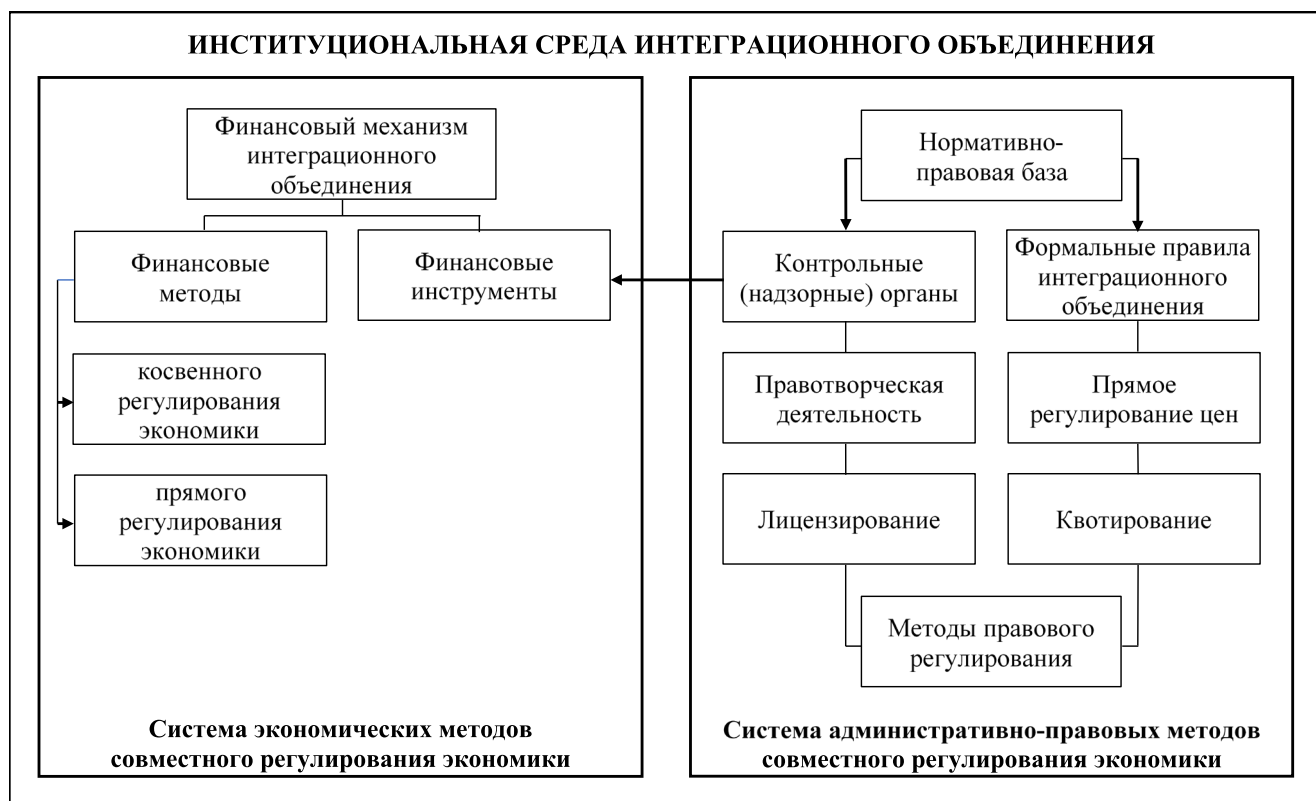 ИНСТИТУЦИОНАЛЬНАЯ СРЕДА ИНТЕГРАЦИОННОГО ОБЪЕДИНЕНИЯ
Финансовый механизм
интеграционного
объединения
Финансовые
методы
Финансовые
инструменты
косвенного
регулирования
экономики
прямого
регулирования
экономики
Система экономических методов
совместного регулирования экономики
Нормативно-
правовая база
Контрольные
(надзорные) органы
Формальные правила
интеграционного
объединения
Правотворческая
деятельность
Прямое
регулирование цен
Лицензирование
Квотирование
Методы правового
регулирования
Система административно-правовых методов
совместного регулирования экономики